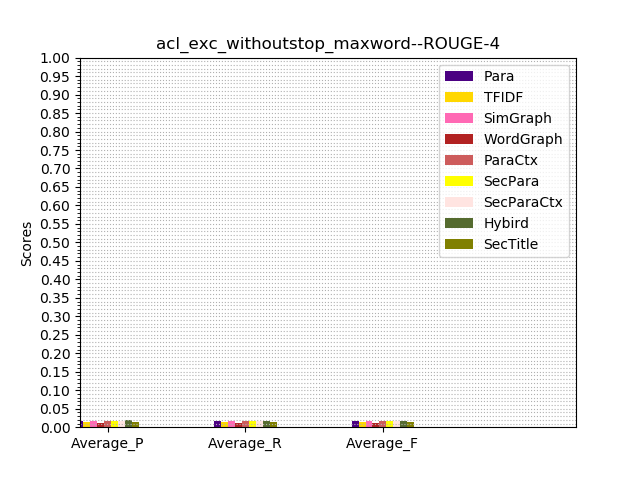 acl_exc_withoutstop_maxword--ROUGE-4
1.00
0.95
0.90
0.85
0.80
0.75
0.70
0.65
0.60
0.55
0.50
0.45
0.40
0.35
0.30
0.25
0.20
0.15
0.10
0.05
0.00
Scores
Para
TFIDF
SimGraph
WordGraph
ParaCtx
SecPara
SecParaCtx
Hybird
SecTitle
Average_P
Average_R
Average_F